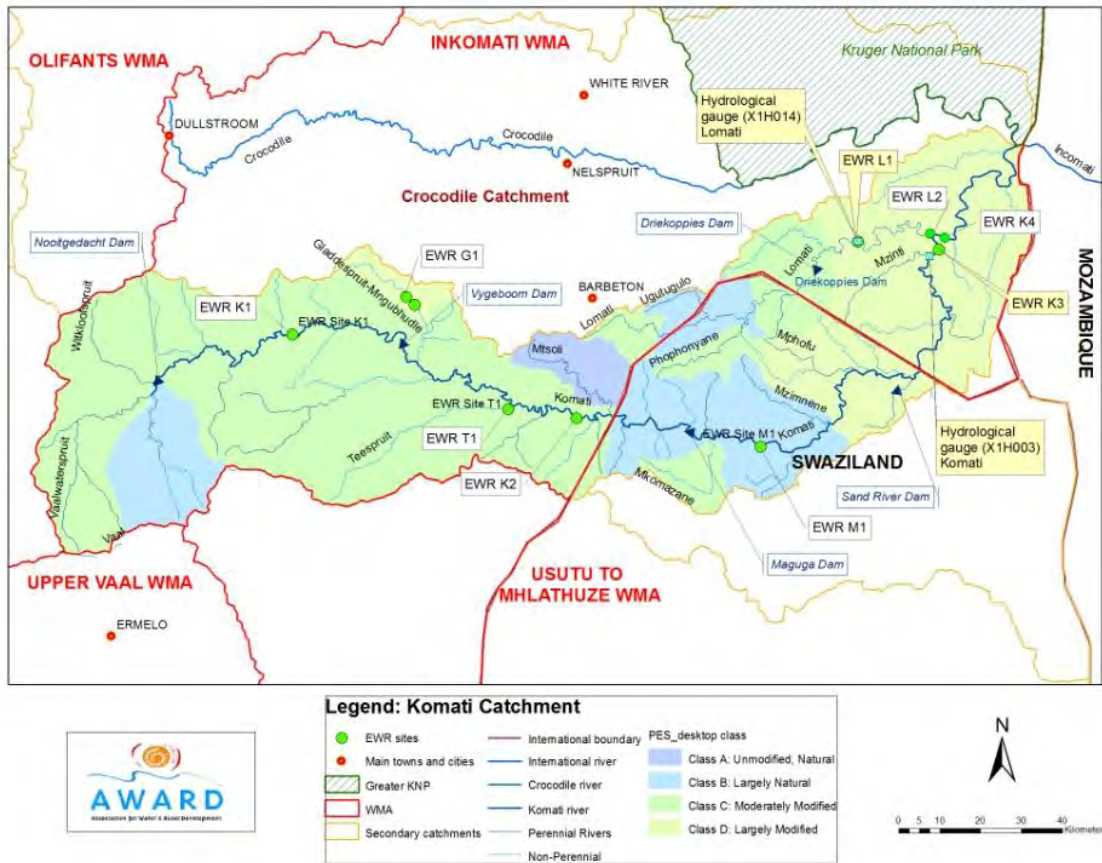 OLIFANTS WMA
INKOMATI WMA
Kruger National Park
WHITE RIVER
Hydrological
gauge (X1H014)
Lomati
DULLSTROOM
Crocodile
Crocodile
Incomati
NELSPRUIT
EWR L1
Crocodile Catchment
EWR L2
Driekoppies Dam
EWR K4
Nooitgedacht Dam
Gladdespruit-Mngubhudie
EWR G1
Lomati
Mzinti
MOZAMBIQUE
Driekoppies Dam
BARBETON
Vygeboom Dam
Ugutugulo
EWR K3
EWR K1
Lomati
Witkloofspruit
EWR Site K1
Mphofu
Phophonyane
Mtsoli
Mzimnene
EWR Site T1
Komati
EWR Site M1
Komati
Hydrological
gauge (X1H003)
Komati
EWR T1
Teespruit
SWAZILAND
Vaalwaterspruit
EWR K2
Mkomazane
Sand River Dam
EWR M1
Vaal
Maguga Dam
UPPER VAAL WMA
USUTU TO
MHLATHUZE WMA
ERMELO
Legend: Komati Catchment
EWR sites
Main towns and cities
Greater KNP
WMA
Secondary catchments
International boundary
International river
Crocodile river
Komati river
Perennial Rivers
Non-Perennial
PES_desktop class
Class A: Unmodified, Natural
Class B: Largely Natural
Class C: Moderately Modified
Class D: Largely Modified
N
0 5 10 20 30 40
Kilometer
AWARD
Association for Water & Rural Development